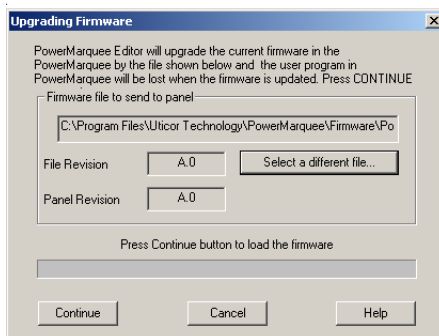 Upgrading Firmware
PowerMarquee Editor will upgrade the current firmware in the
PowerMarquee by the file shown below and the user program in
PowerMarquee will be lost when the firmware is updated. Press CONTINUE
Firmware file to send to panel
C:\Program Files\Uticor Technology\PowerMarquee\Firmware\Po
File Revision A.0 Select a different file...
Panel Revision A.0
Press Continue button to load the firmware
Continue Cancel Help